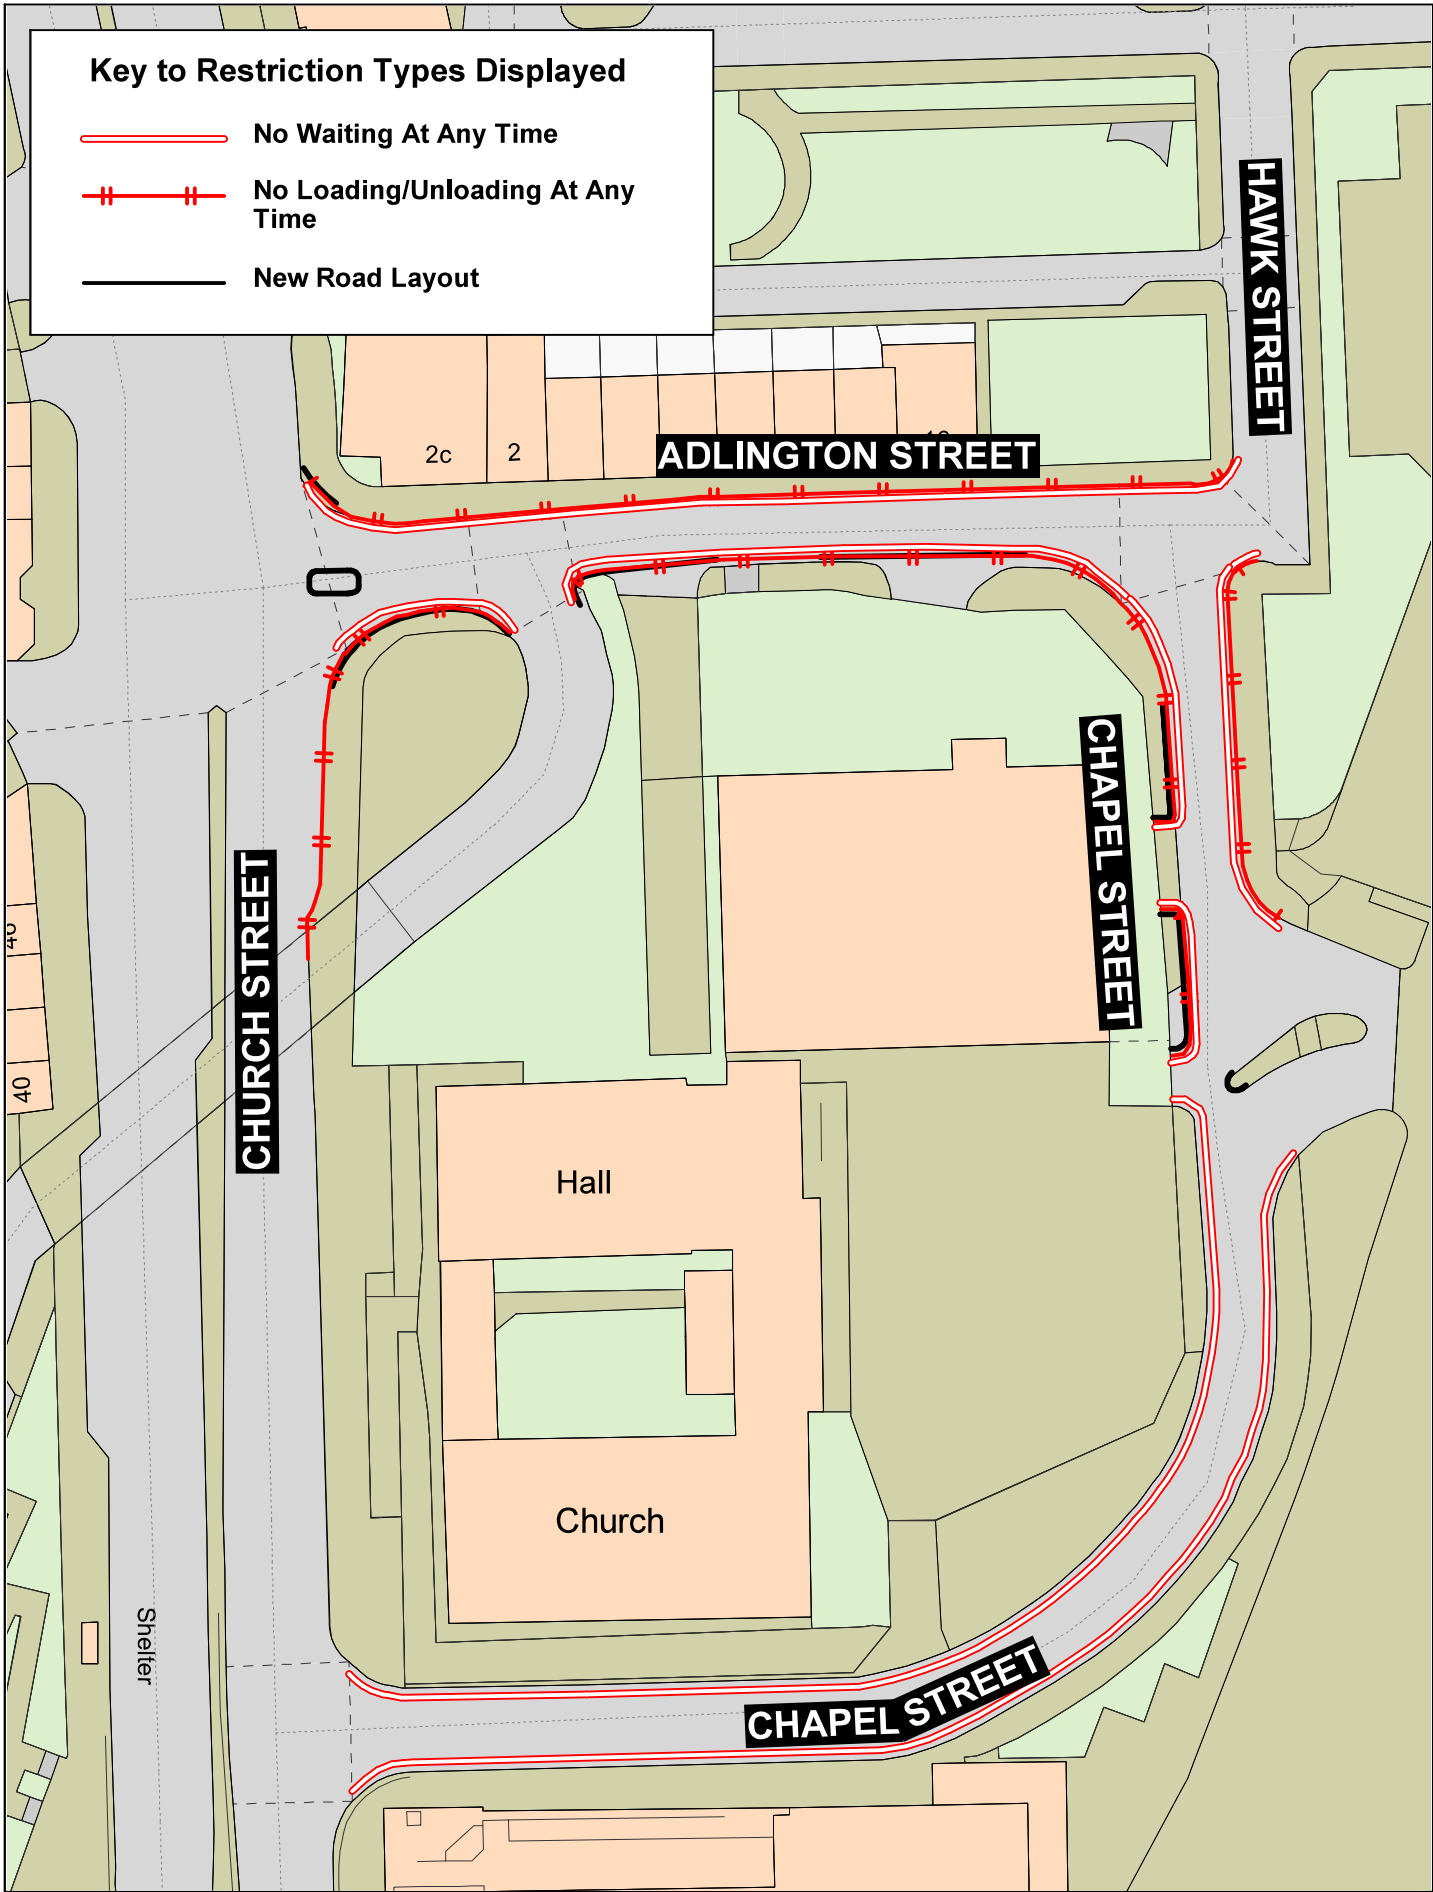 Key to Restriction Types Displayed
No Waiting At Any Time
No Loading/Unloading At Any
Time
New Road Layout
HAWK STREET
2c
2
ADLINGTON STREET
CHAPEL STREET
CHURCH STREET
40
Hall
Church
Shelter
CHAPEL STREET